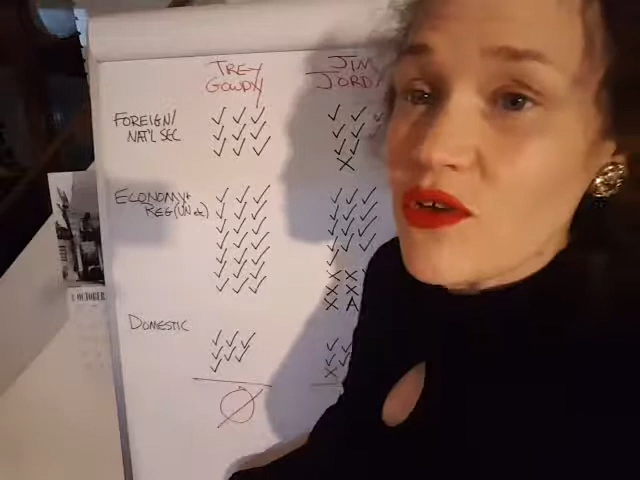 TREY
GOWDY
JIM
JORD
FOREIGN/
NAT'L SEC
✓ ✓ ✓ ✓ ✓
✓ ✓ ✓ ✓ ✓
✓ ✓ ✓ ✓ ✓
X
ECONOMY+
REG (UN &)
✓ ✓ ✓ ✓ ✓ ✓
✓ ✓ ✓ ✓ ✓ ✓
✓ ✓ ✓ ✓ ✓ ✓
✓ ✓ ✓ ✓ ✓ ✓
✓ ✓ ✓ ✓
✓ ✓ ✓ X X
X X
X A
DOMESTIC
✓ ✓ ✓ ✓ ✓
✓ ✓ ✓ ✓ ✓
✓ X
Ø
OCTOBER